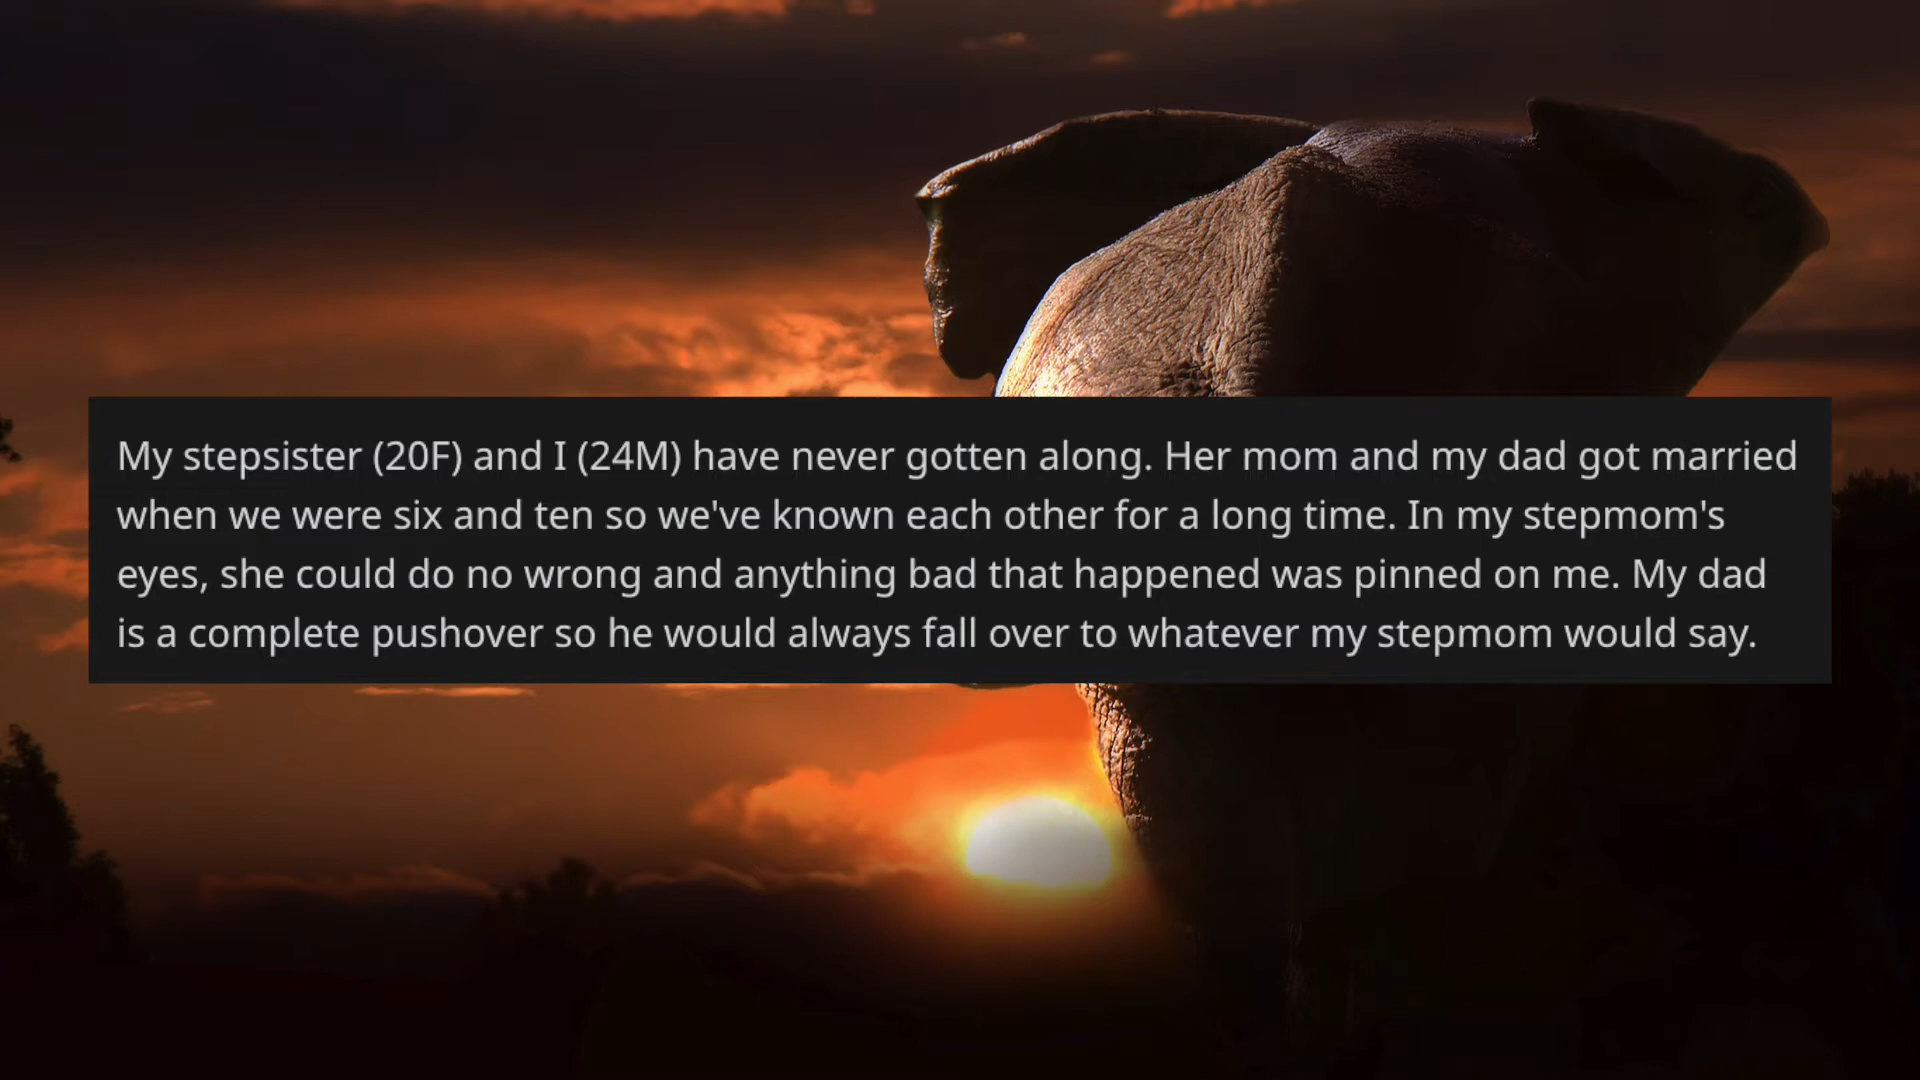 My stepsister (20F) and I (24M) have never gotten along. Her mom and my dad got married
when we were six and ten so we've known each other for a long time. In my stepmom's
eyes, she could do no wrong and anything bad that happened was pinned on me. My dad
is a complete pushover so he would always fall over to whatever my stepmom would say.